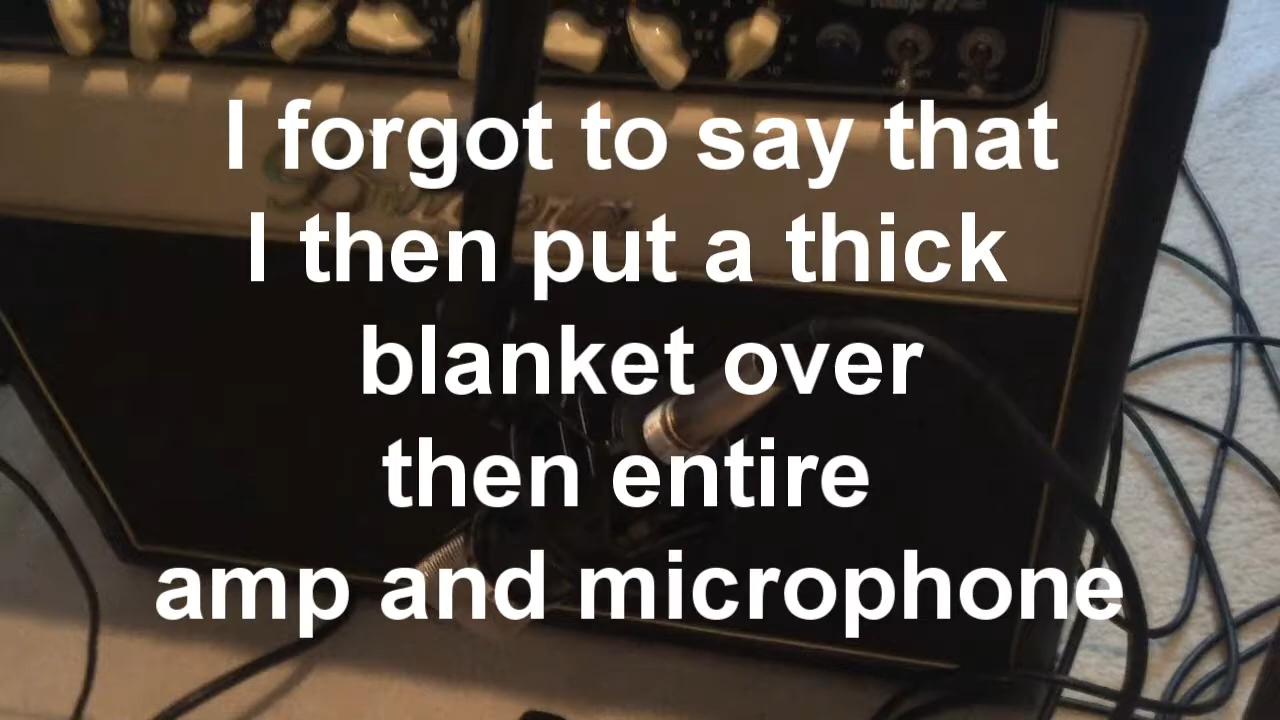 I forgot to say that
I then put a thick
blanket over
then entire
amp and microphone